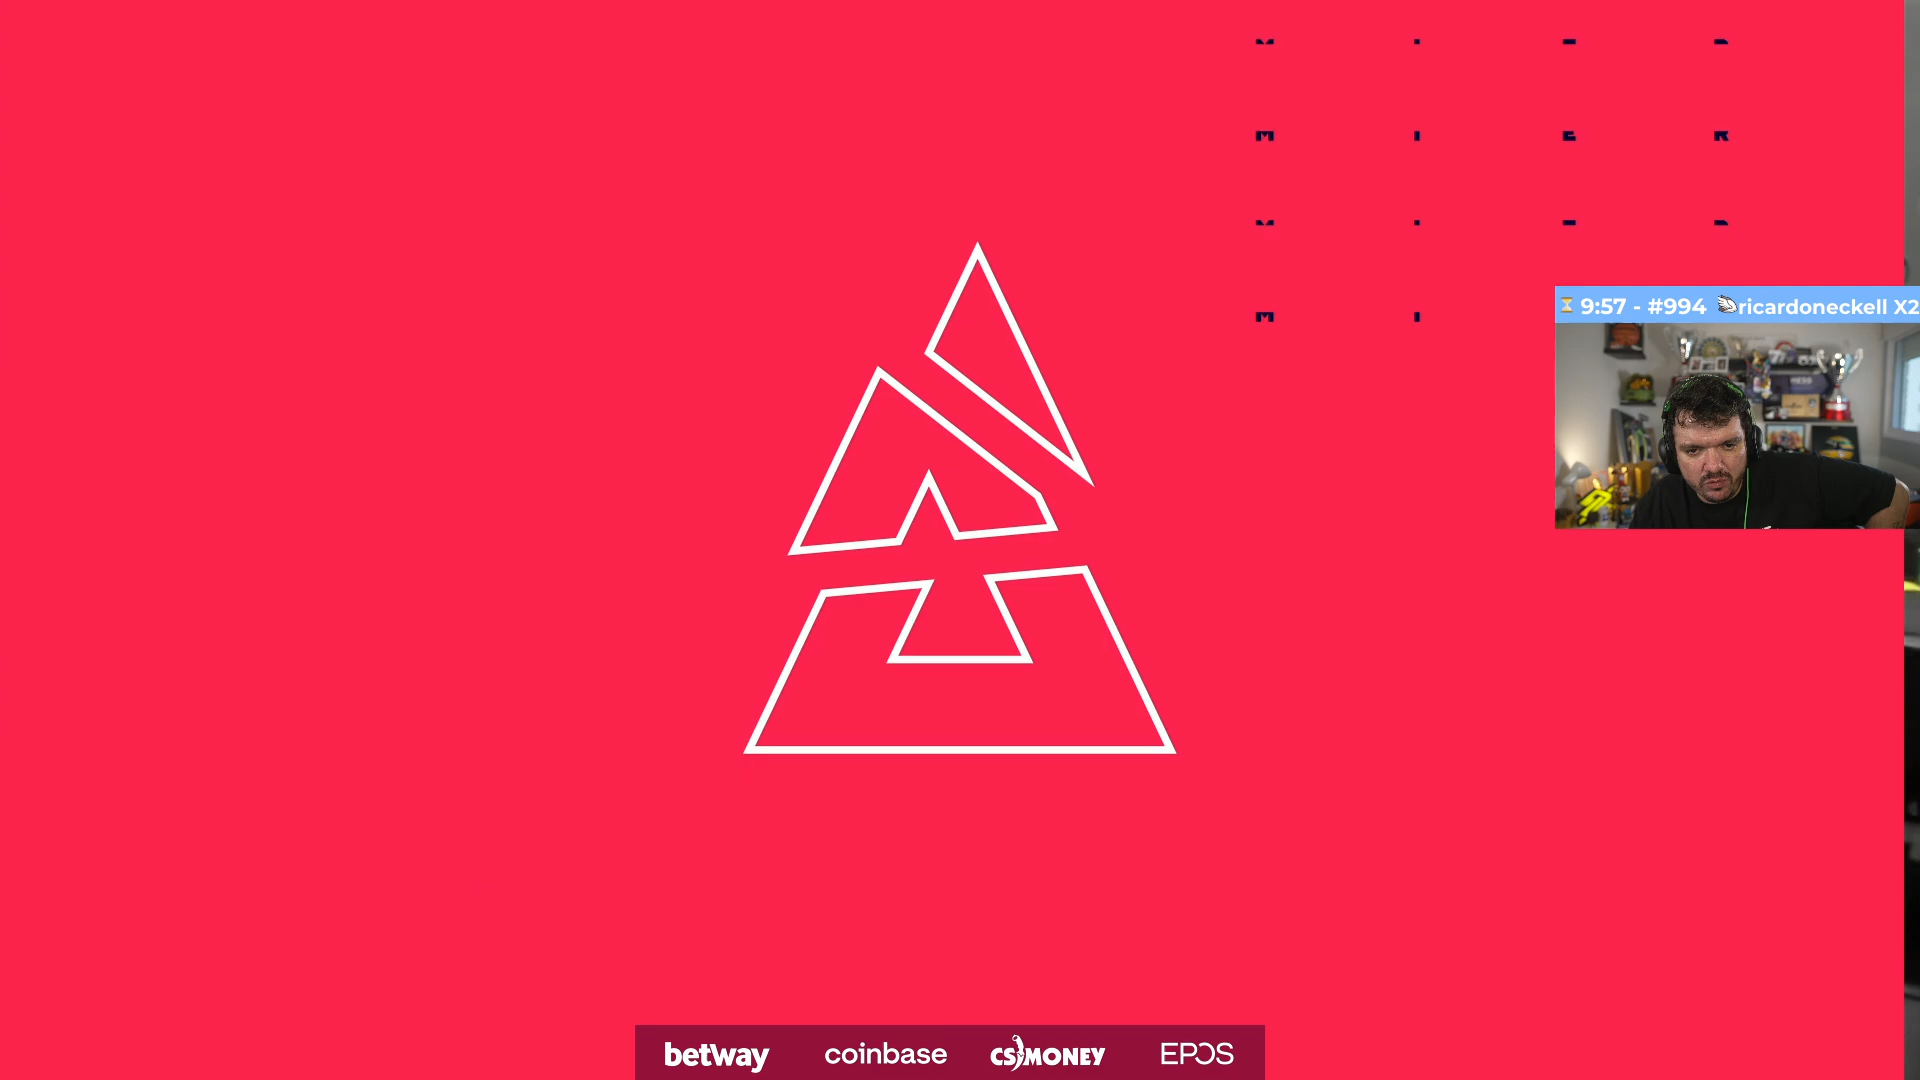 M I E R
M I
9:57 - #994 ricardoneckell X2
betway coinbase CS.MONEY EPOS